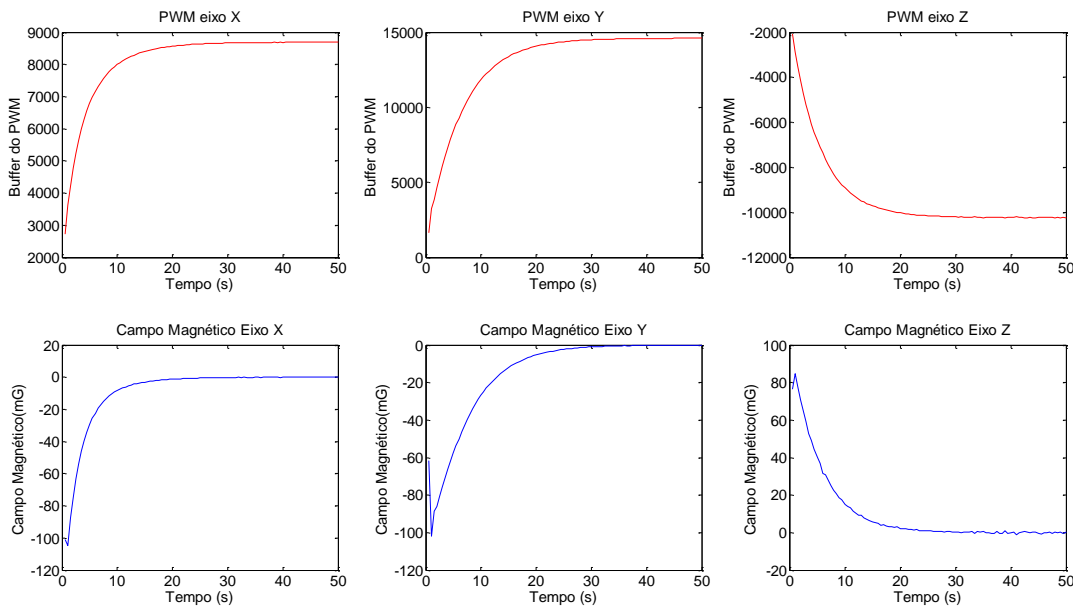 PWM eixo X
9000
8000
7000
6000
5000
4000
3000
2000
Buffer do PWM
0 10 20 30 40 50
Tempo (s)
PWM eixo Y
15000
10000
5000
0
Buffer do PWM
0 10 20 30 40 50
Tempo (s)
PWM eixo Z
-2000
-4000
-6000
-8000
-10000
-12000
Buffer do PWM
0 10 20 30 40 50
Tempo (s)
Campo Magnético Eixo X
20
0
-20
-40
-60
-80
-100
-120
Campo Magnético(mG)
0 10 20 30 40 50
Tempo (s)
Campo Magnético Eixo Y
0
-20
-40
-60
-80
-100
-120
Campo Magnético(mG)
0 10 20 30 40 50
Tempo (s)
Campo Magnético Eixo Z
100
80
60
40
20
0
-20
Campo Magnético(mG)
0 10 20 30 40 50
Tempo (s)